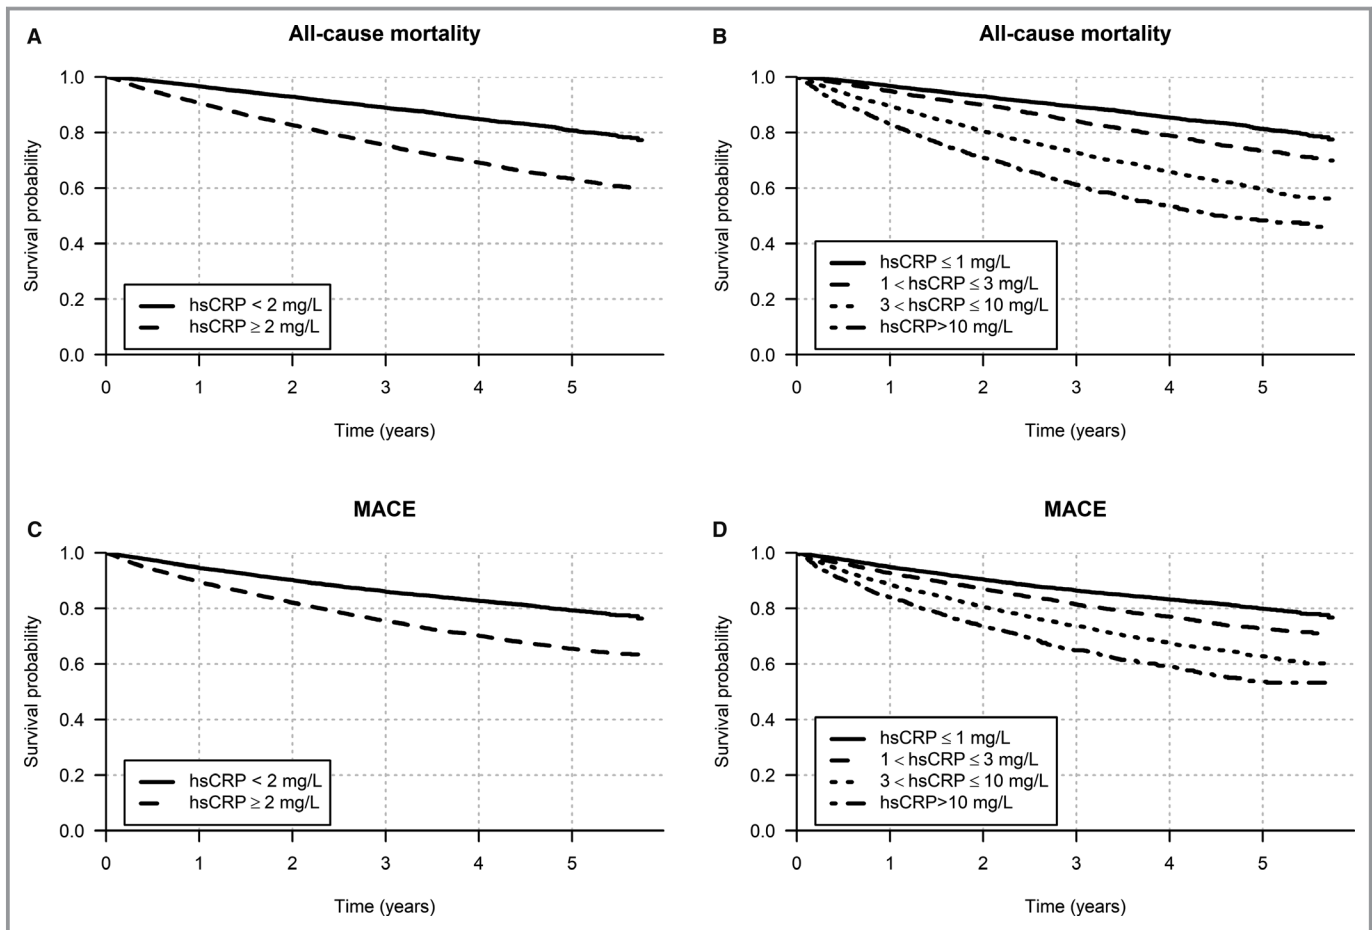 A
All-cause mortality
Survival probability
1.0
0.8
0.6
0.4
0.2
0.0
hsCRP < 2 mg/L
hsCRP ≥ 2 mg/L
0 1 2 3 4 5
Time (years)
B
All-cause mortality
Survival probability
1.0
0.8
0.6
0.4
0.2
0.0
hsCRP ≤ 1 mg/L
1 < hsCRP ≤ 3 mg/L
3 < hsCRP ≤ 10 mg/L
hsCRP>10 mg/L
0 1 2 3 4 5
Time (years)
C
MACE
Survival probability
1.0
0.8
0.6
0.4
0.2
0.0
hsCRP < 2 mg/L
hsCRP ≥ 2 mg/L
0 1 2 3 4 5
Time (years)
D
MACE
Survival probability
1.0
0.8
0.6
0.4
0.2
0.0
hsCRP ≤ 1 mg/L
1 < hsCRP ≤ 3 mg/L
3 < hsCRP ≤ 10 mg/L
hsCRP>10 mg/L
0 1 2 3 4 5
Time (years)